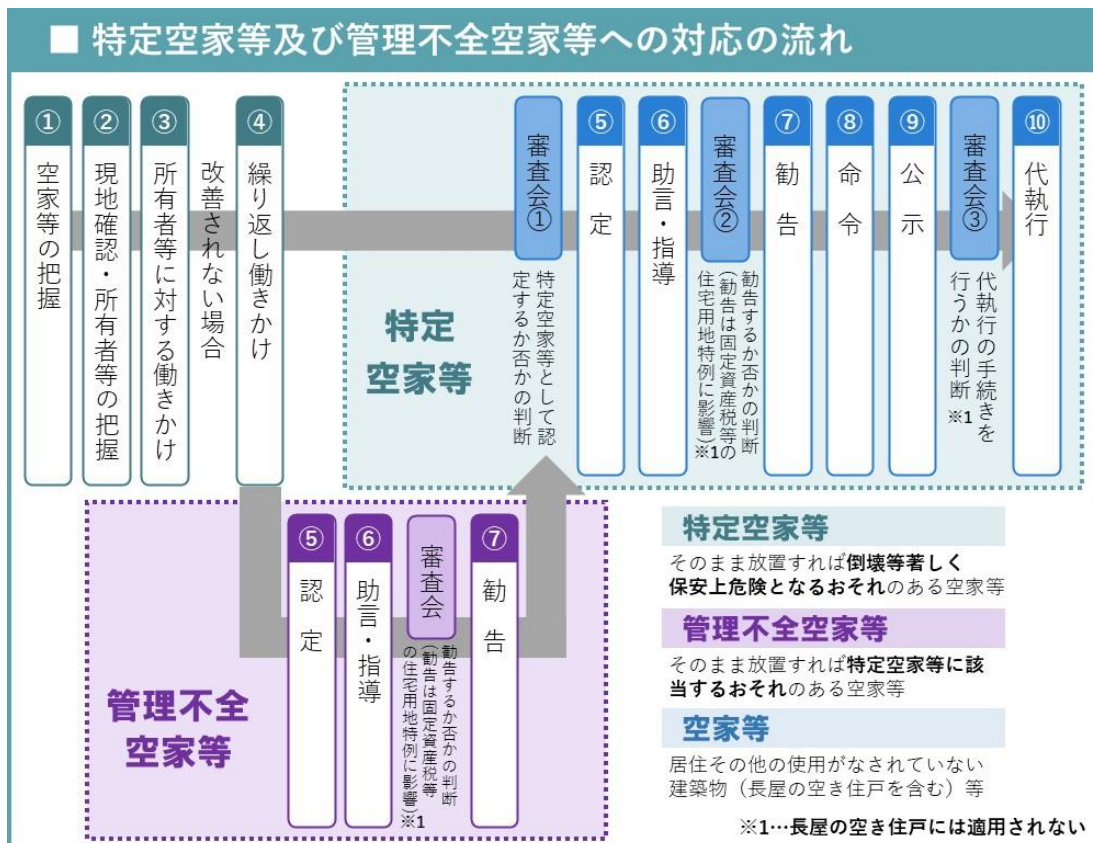 ■ 特定空家等及び管理不全空家等への対応の流れ
①
空家等の把握
②
現地確認・所有者等の把握
③
所有者等に対する働きかけ
改善されない場合
④
繰り返し働きかけ
特定
空家等
審査会①
特定空家等として認
定するか否かの判断
⑤
認定
⑥
助言・指導
審査会②
勧告するか否かの判断
(勧告は固定資産税等の
住宅用地特例に影響)※1
⑦
勧告
⑧
命令
⑨
公示
審査会③
代執行の手続きを
行うかの判断 ※1
⑩
代執行
管理不全
空家等
⑤
認定
⑥
助言・指導
審査会
勧告するか否かの判断
(勧告は固定資産税等
の住宅用地特例に影響)※1
⑦
勧告
特定空家等
そのまま放置すれば倒壊等著しく
保安上危険となるおそれのある空家等
管理不全空家等
そのまま放置すれば特定空家等に該
当するおそれのある空家等
空家等
居住その他の使用がなされていない
建築物（長屋の空き住戸を含む）等
※1…長屋の空き住戸には適用されない